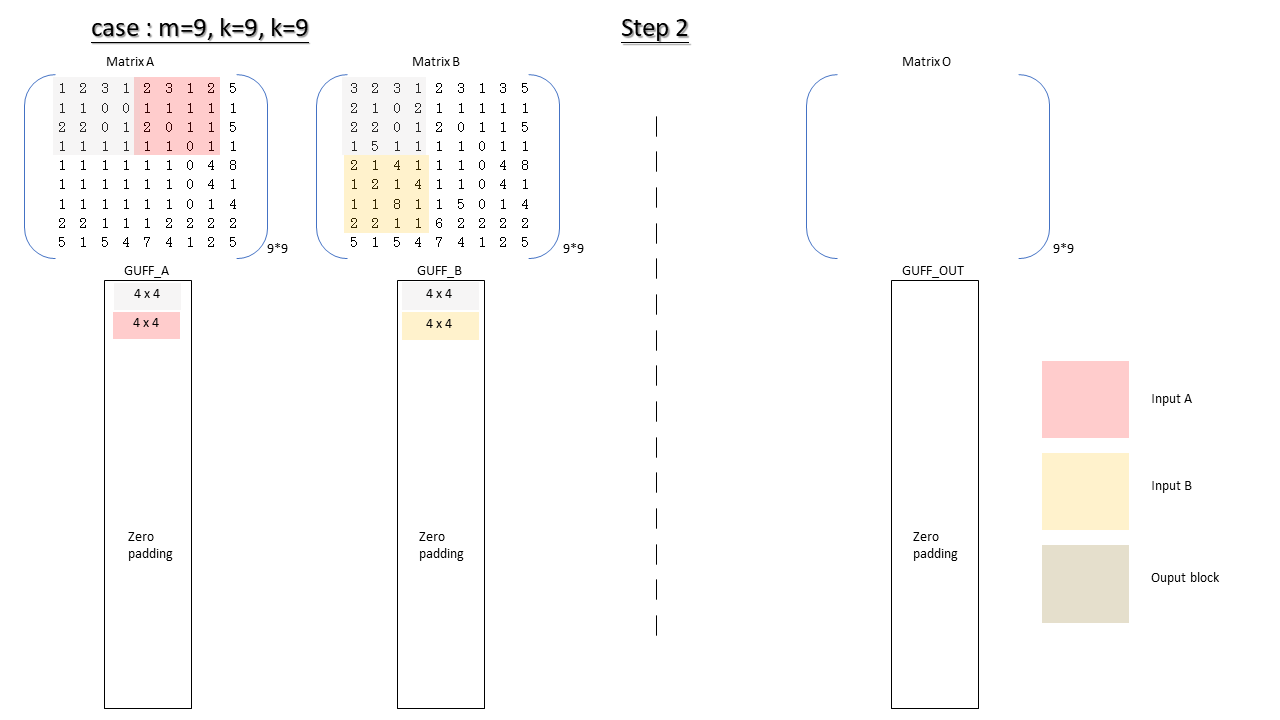 case : m=9, k=9, k=9
Step 2
Matrix A
1 2 3 1 2 3 1 2 5
1 1 0 0 1 1 1 1 1
2 2 0 1 2 0 1 1 5
1 1 1 1 1 1 0 1 1
1 1 1 1 1 1 0 4 8
1 1 1 1 1 1 0 4 1
1 1 1 1 1 1 0 1 4
2 2 1 1 1 2 2 2 2
5 1 5 4 7 4 1 2 5
9*9
Matrix B
3 2 3 1 2 3 1 3 5
2 1 0 2 1 1 1 1 1
2 2 0 1 2 0 1 1 5
1 5 1 1 1 1 0 1 1
2 1 4 1 1 1 0 4 8
1 2 1 4 1 1 0 4 1
1 1 8 1 1 5 0 1 4
2 2 1 1 6 2 2 2 2
5 1 5 4 7 4 1 2 5
9*9
Matrix O
9*9
GUFF_A
4 x 4
4 x 4
Zero
padding
GUFF_B
4 x 4
4 x 4
Zero
padding
GUFF_OUT
Zero
padding
Input A
Input B
Ouput block